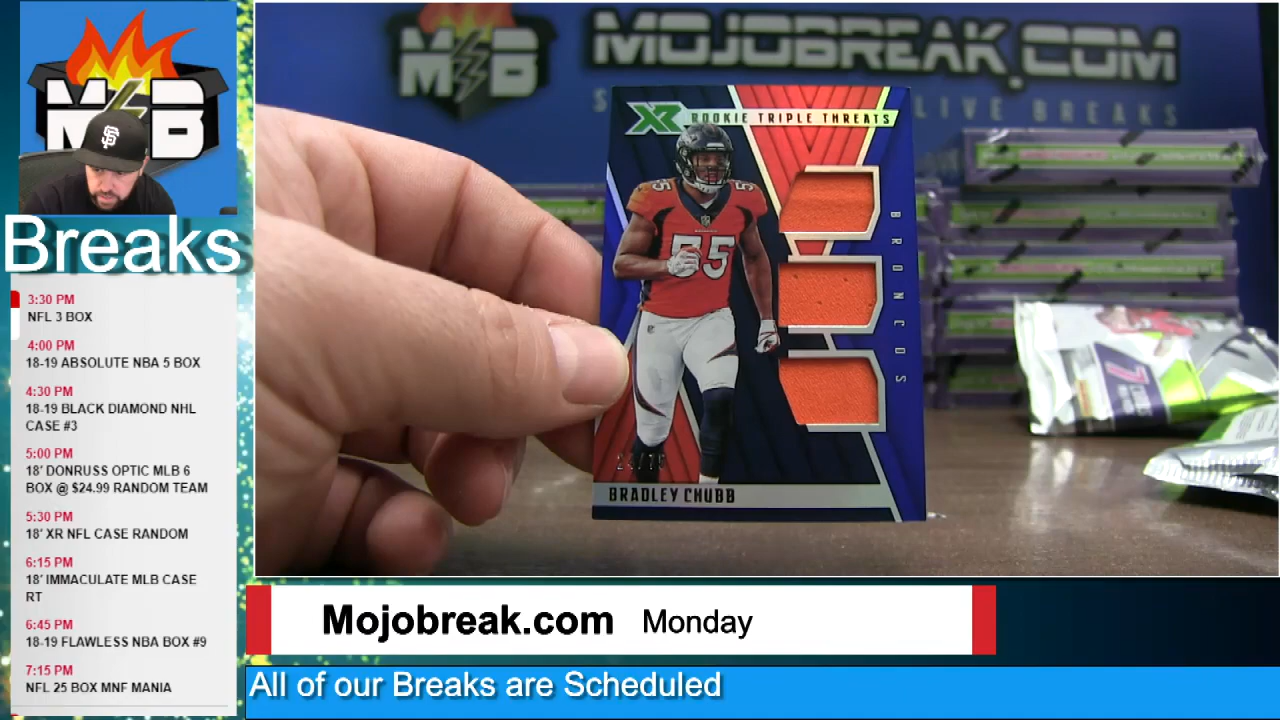 M B
MOJOBREAK.COM
LIVE BREAKS
M B
SF
Breaks
3:30 PM
NFL 3 BOX
4:00 PM
18-19 ABSOLUTE NBA 5 BOX
4:30 PM
18-19 BLACK DIAMOND NHL
CASE #3
5:00 PM
18' DONRUSS OPTIC MLB 6
BOX @ $24.99 RANDOM TEAM
5:30 PM
18' XR NFL CASE RANDOM
6:15 PM
18' IMMACULATE MLB CASE
RT
6:45 PM
18-19 FLAWLESS NBA BOX #9
7:15 PM
NFL 25 BOX MNF MANIA
XR
ROOKIE TRIPLE THREATS
55
BRONCOS
BRADLEY CHUBB
7
Mojobreak.com Monday
All of our Breaks are Scheduled